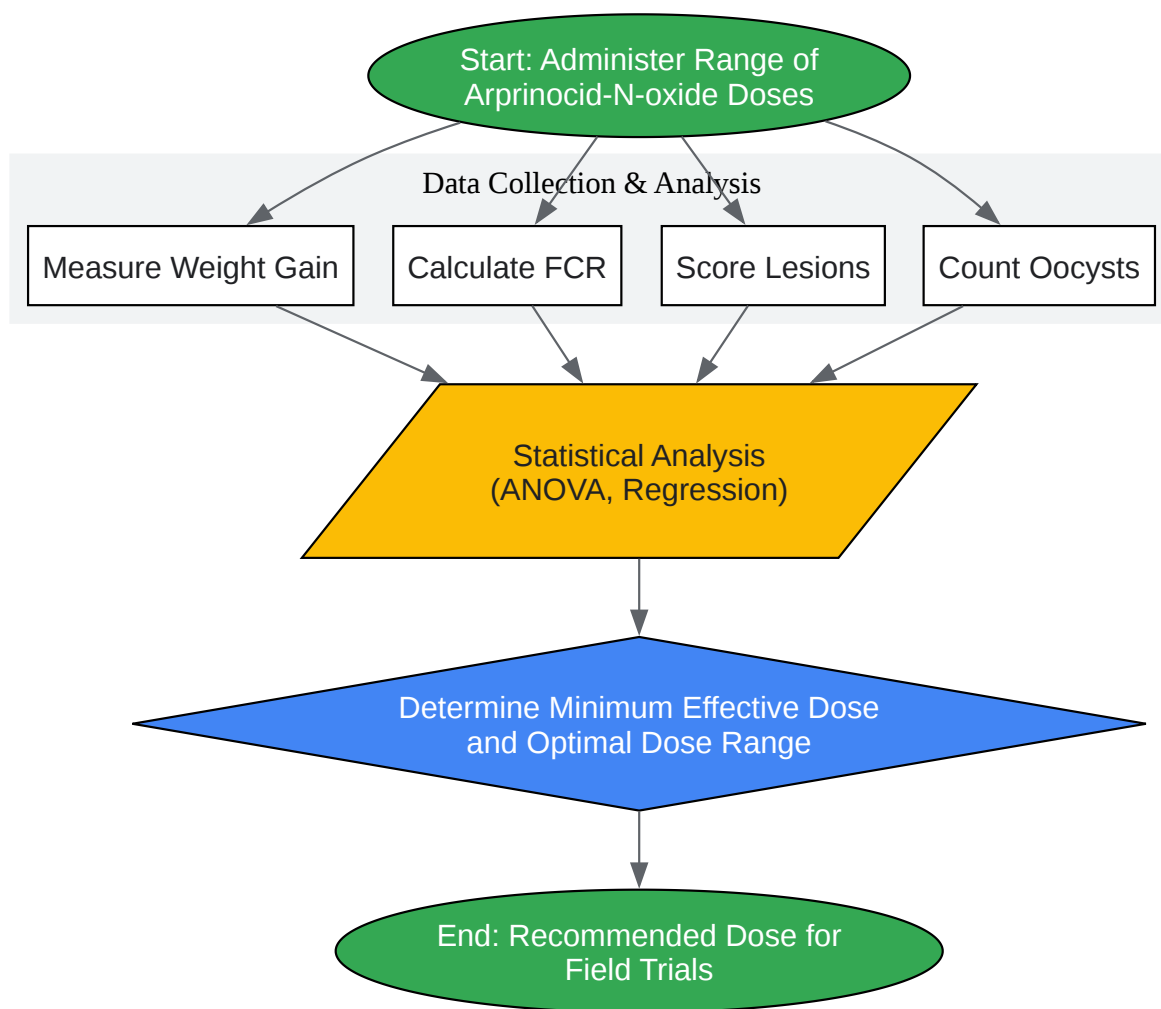 Start: Administer Range of
Arprinocid-N-oxide Doses
Data Collection & Analysis
Measure Weight Gain
Calculate FCR
Score Lesions
Count Oocysts
Statistical Analysis
(ANOVA, Regression)
Determine Minimum Effective Dose
and Optimal Dose Range
End: Recommended Dose for
Field Trials